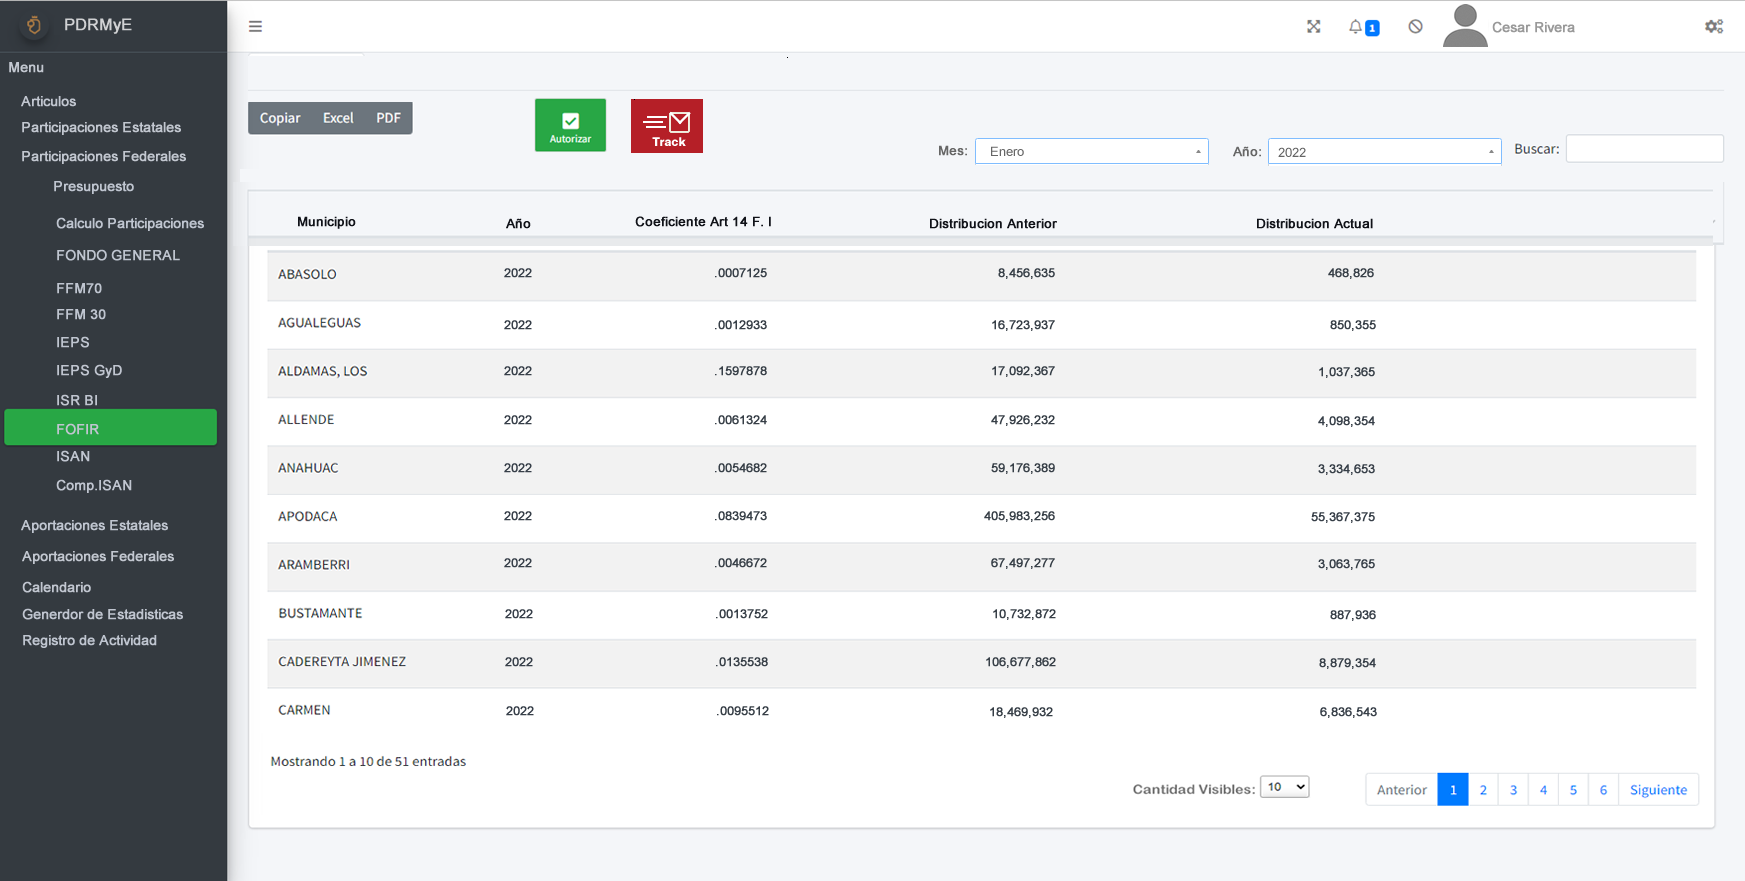 PDRMyE
1
Cesar Rivera
Menu
Articulos
Participaciones Estatales
Participaciones Federales
Presupuesto
Calculo Participaciones
FONDO GENERAL
FFM70
FFM 30
IEPS
IEPS GyD
ISR BI
FOFIR
ISAN
Comp.ISAN
Aportaciones Estatales
Aportaciones Federales
Calendario
Generdor de Estadisticas
Registro de Actividad
Copiar Excel PDF
Autorizar
Track
Mes: Enero Año: 2022 Buscar:
Municipio Año Coeficiente Art 14 F. I Distribucion Anterior Distribucion Actual
ABASOLO 2022 .0007125 8,456,635 468,826
AGUALEGUAS 2022 .0012933 16,723,937 850,355
ALDAMAS, LOS 2022 .1597878 17,092,367 1,037,365
ALLENDE 2022 .0061324 47,926,232 4,098,354
ANAHUAC 2022 .0054682 59,176,389 3,334,653
APODACA 2022 .0839473 405,983,256 55,367,375
ARAMBERRI 2022 .0046672 67,497,277 3,063,765
BUSTAMANTE 2022 .0013752 10,732,872 887,936
CADEREYTA JIMENEZ 2022 .0135538 106,677,862 8,879,354
CARMEN 2022 .0095512 18,469,932 6,836,543
Mostrando 1 a 10 de 51 entradas
Cantidad Visibles: 10
Anterior 1 2 3 4 5 6 Siguiente